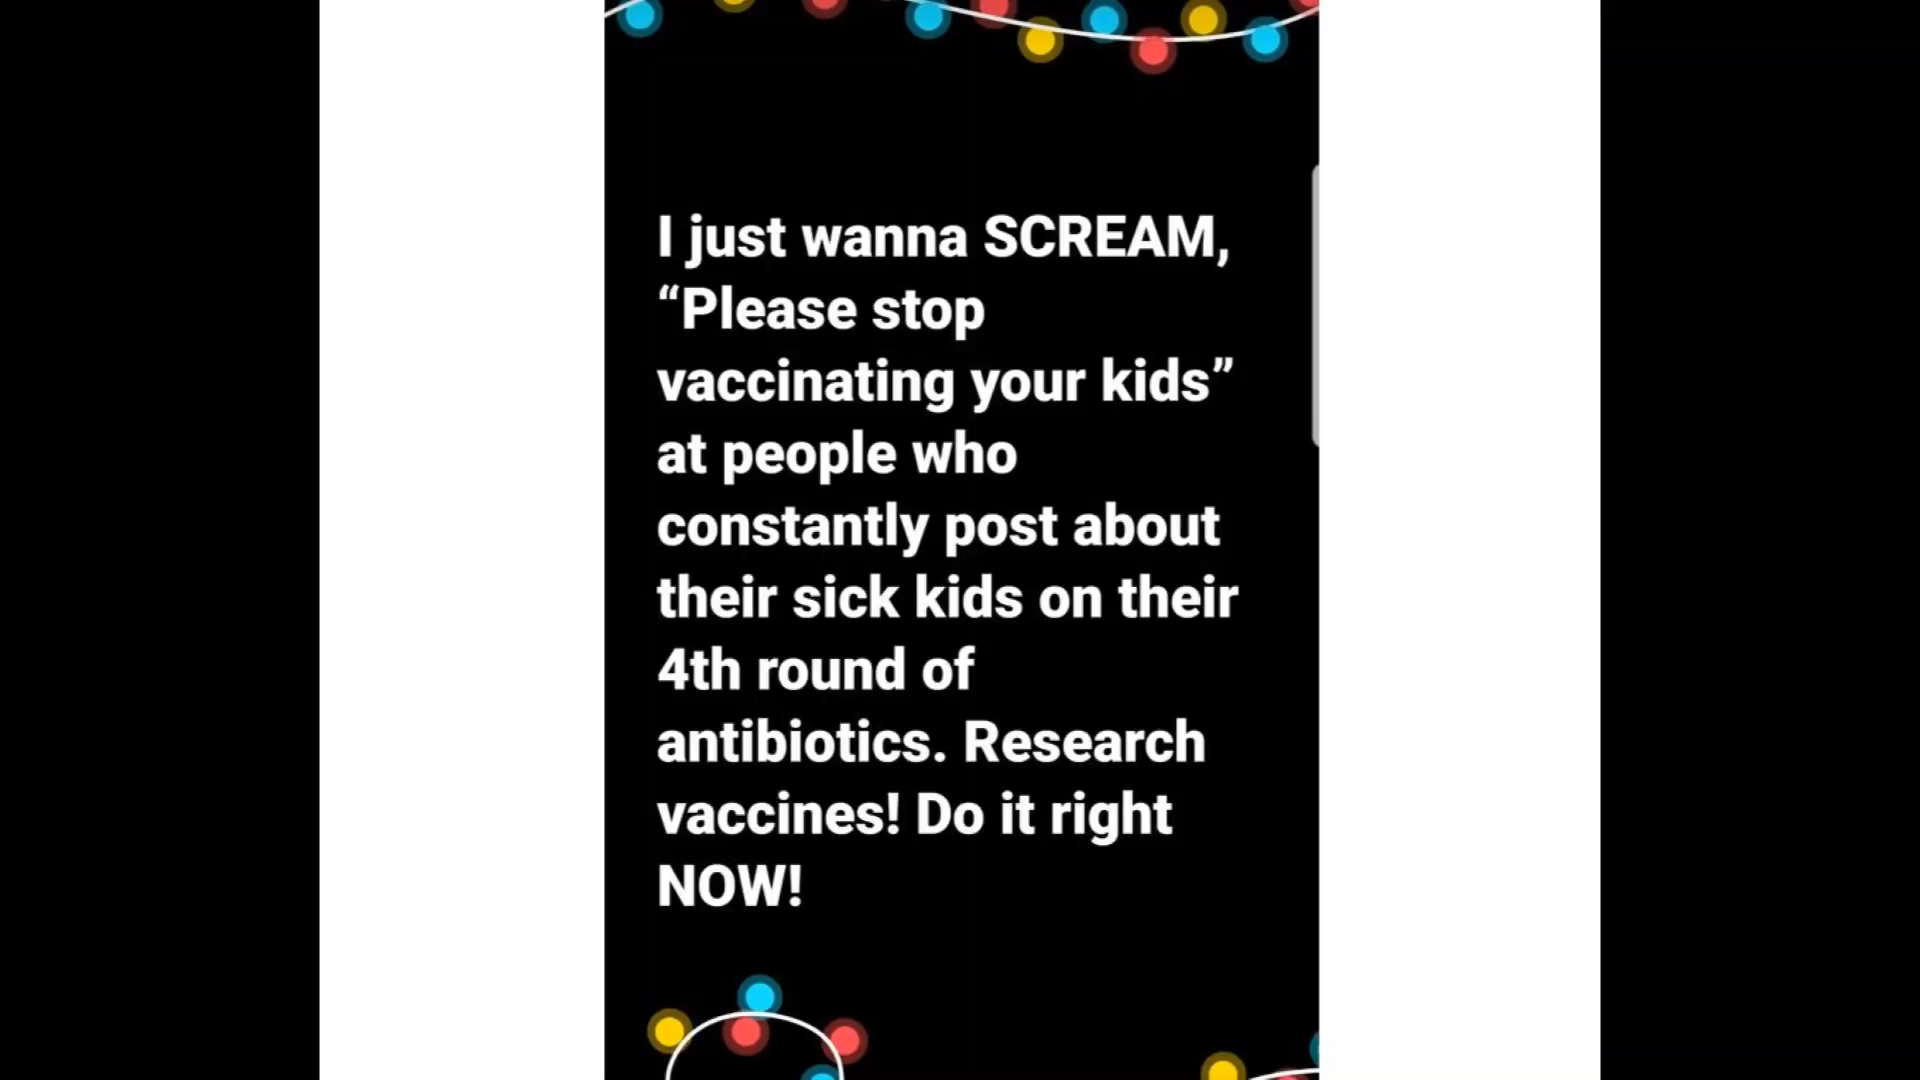 I just wanna SCREAM,
“Please stop
vaccinating your kids”
at people who
constantly post about
their sick kids on their
4th round of
antibiotics. Research
vaccines! Do it right
NOW!